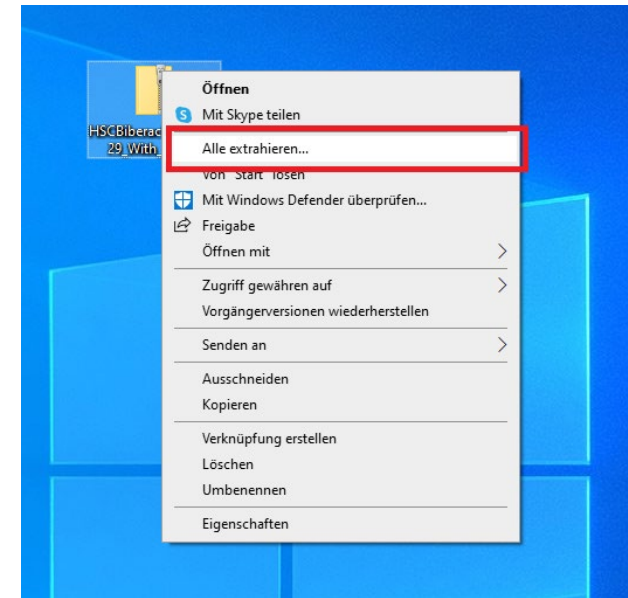 HSCBiberac
29_With_
Öffnen
Mit Skype teilen
Alle extrahieren...
Von "Start" lösen
Mit Windows Defender überprüfen...
Freigabe
Öffnen mit
Zugriff gewähren auf
Vorgängerversionen wiederherstellen
Senden an
Ausschneiden
Kopieren
Verknüpfung erstellen
Löschen
Umbenennen
Eigenschaften